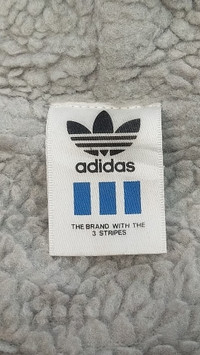 adidas
THE BRAND WITH THE
3 STRIPES